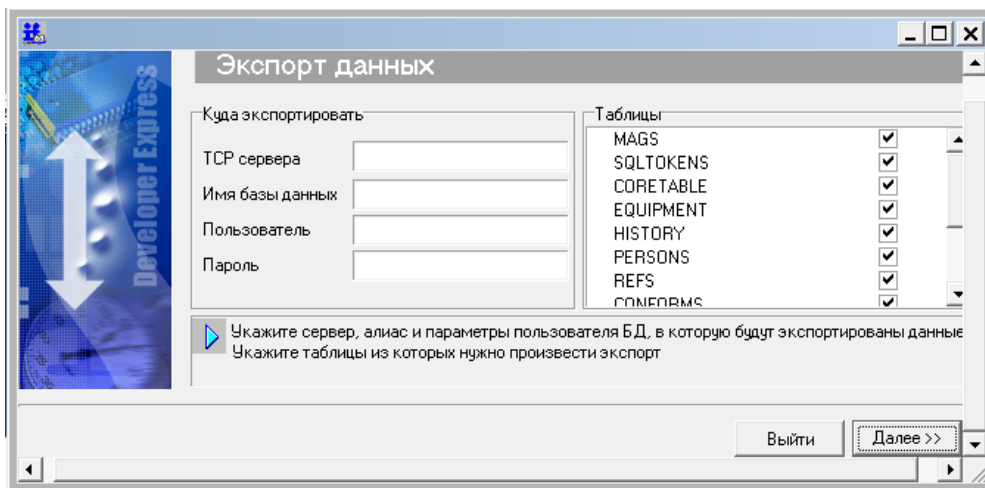 Экспорт данных
Developer Express
Куда экспортировать
TCP сервера
Имя базы данных
Пользователь
Пароль
Таблицы
MAGS
SQLTOKENS
CORETABLE
EQUIPMENT
HISTORY
PERSONS
REFS
CONFORMS
Укажите сервер, алиас и параметры пользователя БД, в которую будут экспортированы данные
Укажите таблицы из которых нужно произвести экспорт
Выйти
Далее >>